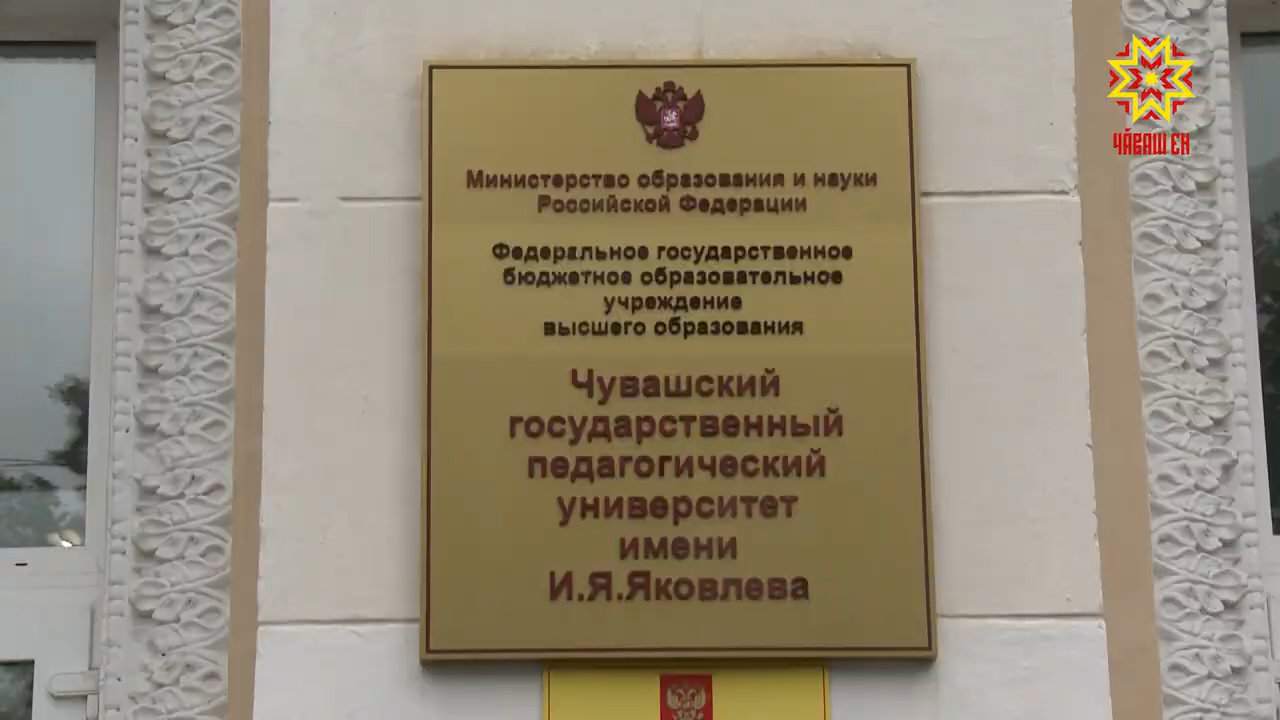 ЧӐВАШ ЕН
Министерство образования и науки
Российской Федерации
Федеральное государственное
бюджетное образовательное
учреждение
высшего образования
Чувашский
государственный
педагогический
университет
имени
И.Я.Яковлева